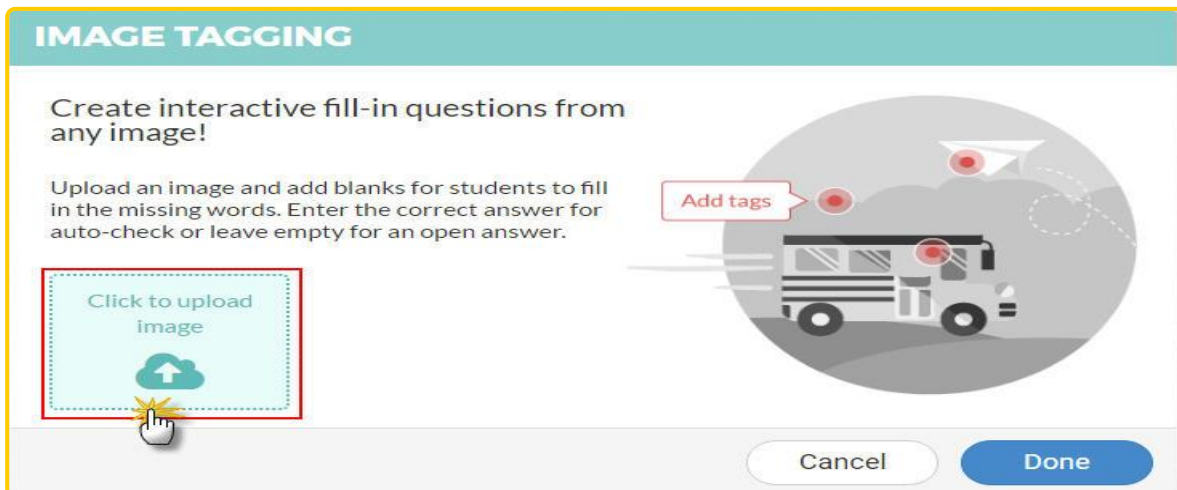 IMAGE TAGGING
Create interactive fill-in questions from
any image!
Upload an image and add blanks for students to fill
in the missing words. Enter the correct answer for
auto-check or leave empty for an open answer.
Add tags
Click to upload
image
Cancel
Done